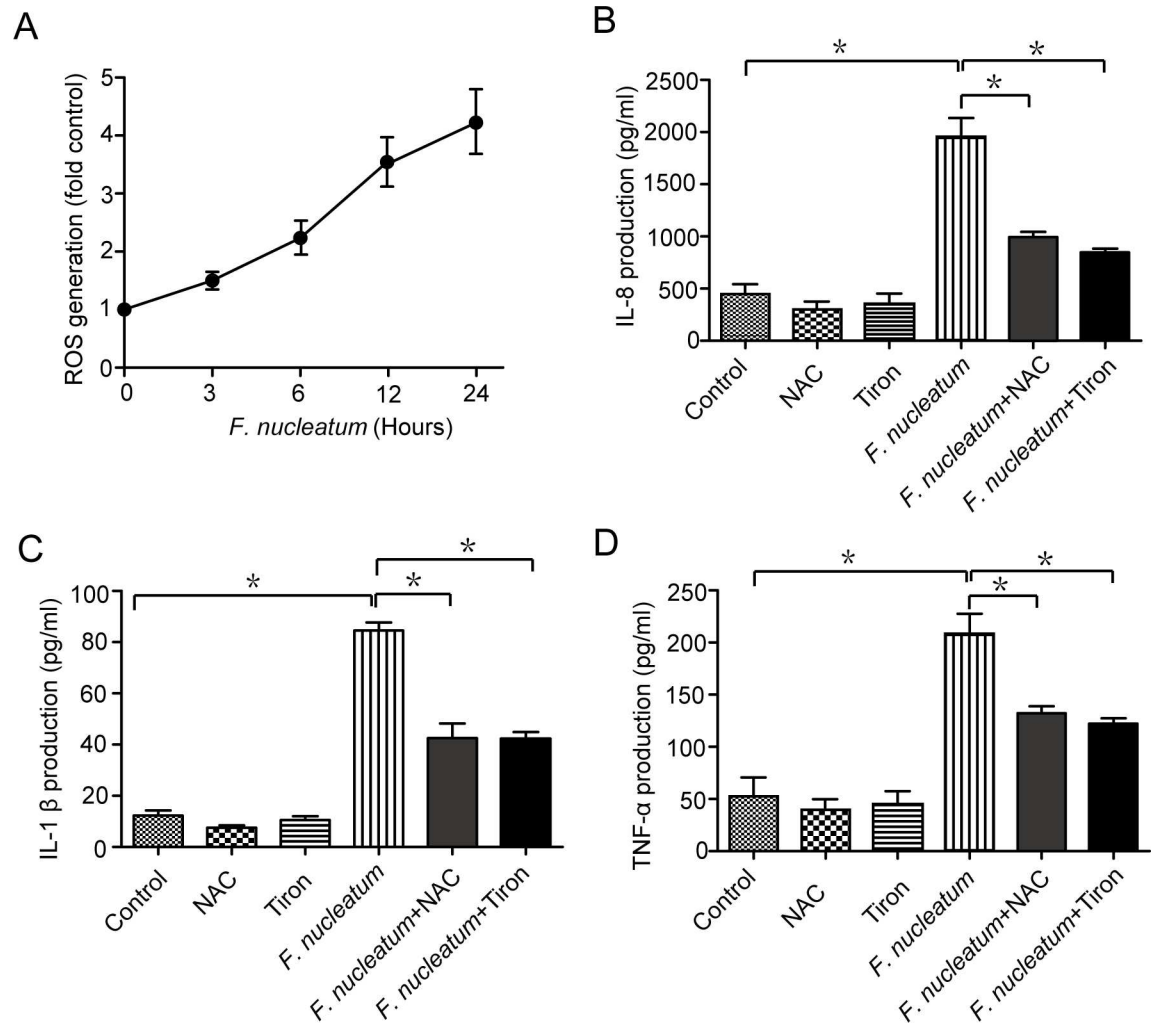 A
ROS generation (fold control)
5
4
3
2
1
0
0 3 6 12 24
F. nucleatum (Hours)
B
IL-8 production (pg/ml)
* *
*
2500
2000
1500
1000
500
0
Control
NAC
Tiron
F. nucleatum
F. nucleatum+NAC
F. nucleatum+Tiron
C
IL-1 β production (pg/ml)
*
* *
100
80
60
40
20
0
Control
NAC
Tiron
F. nucleatum
F. nucleatum+NAC
F. nucleatum+Tiron
D
TNF-α production (pg/ml)
* *
*
250
200
150
100
50
0
Control
NAC
Tiron
F. nucleatum
F. nucleatum+NAC
F. nucleatum+Tiron